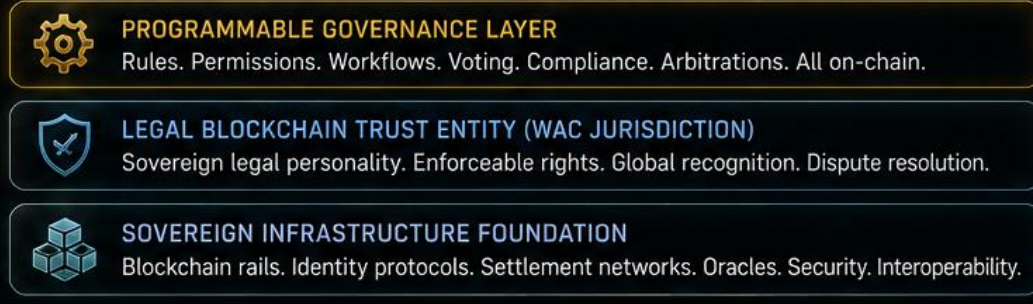 PROGRAMMABLE GOVERNANCE LAYER
Rules. Permissions. Workflows. Voting. Compliance. Arbitrations. All on-chain.
LEGAL BLOCKCHAIN TRUST ENTITY (WAC JURISDICTION)
Sovereign legal personality. Enforceable rights. Global recognition. Dispute resolution.
SOVEREIGN INFRASTRUCTURE FOUNDATION
Blockchain rails. Identity protocols. Settlement networks. Oracles. Security. Interoperability.